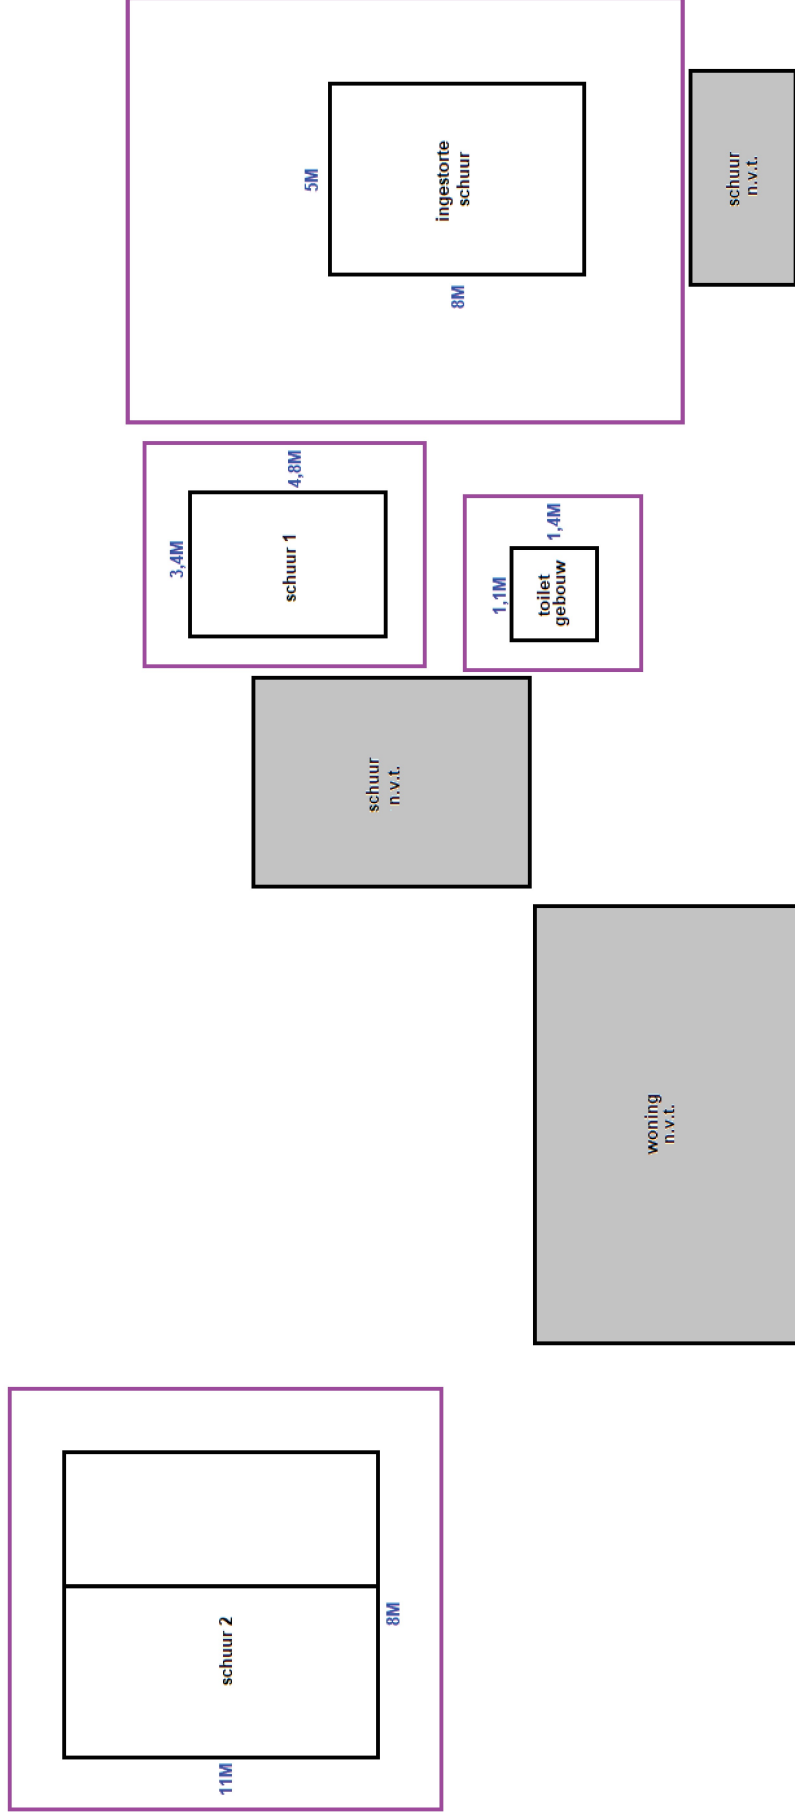 5M
ingestorte
schuur
8M
schuur
n.v.t.
4,8M
3,4M
schuur 1
1,4M
1,1M
toilet
gebouw
schuur
n.v.t.
woning
n.v.t.
schuur 2
8M
11M